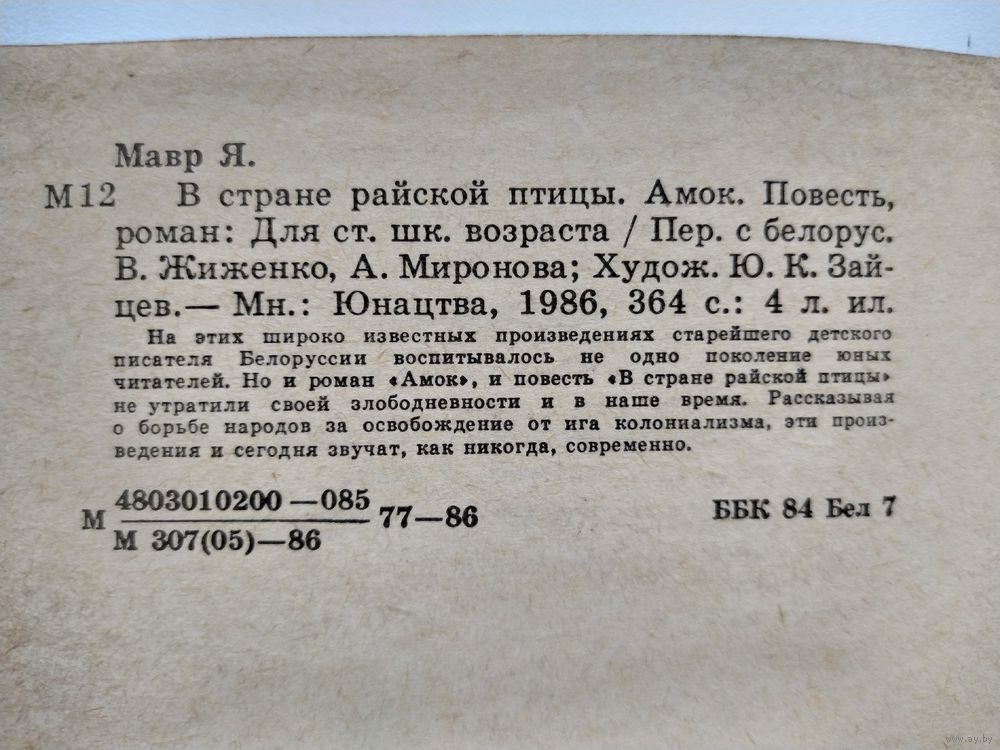 Мавр Я.
М12 В стране райской птицы. Амок. Повесть,
роман: Для ст. шк. возраста / Пер. с белорус.
В. Жиженко, А. Миронова; Худож. Ю. К. Зай-
цев.— Мн.: Юнацтва, 1986, 364 с.: 4 л. ил.
На этих широко известных произведениях старейшего детского
писателя Белоруссии воспитывалось не одно поколение юных
читателей. Но и роман «Амок», и повесть «В стране райской птицы»
не утратили своей злободневности и в наше время. Рассказывая
о борьбе народов за освобождение от ига колониализма, эти произ-
ведения и сегодня звучат, как никогда, современно.
М 4803010200—085 77—86
М 307(05)—86
ББК 84 Бел 7
www.ay.by